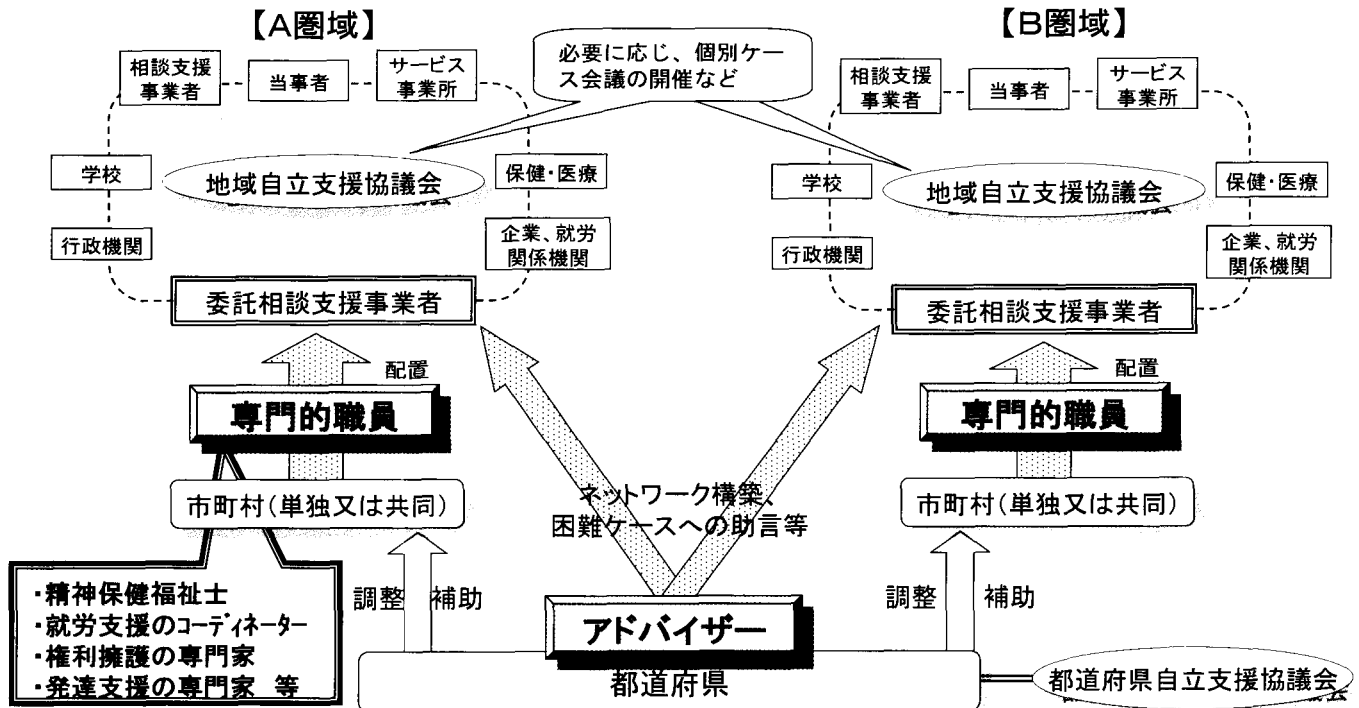 【A圏域】
相談支援
事業者
当事者
サービス
事業所
学校
地域自立支援協議会
保健・医療
行政機関
企業、就労
関係機関
委託相談支援事業者
配置
専門的職員
市町村(単独又は共同)
・精神保健福祉士
・就労支援のコーディネーター
・権利擁護の専門家
・発達支援の専門家 等
調整
補助
必要に応じ、個別ケー
ス会議の開催など
【B圏域】
相談支援
事業者
当事者
サービス
事業所
学校
地域自立支援協議会
保健・医療
行政機関
企業、就労
関係機関
委託相談支援事業者
配置
専門的職員
市町村(単独又は共同)
調整
補助
ネットワーク構築、
困難ケースへの助言等
アドバイザー
都道府県
都道府県自立支援協議会